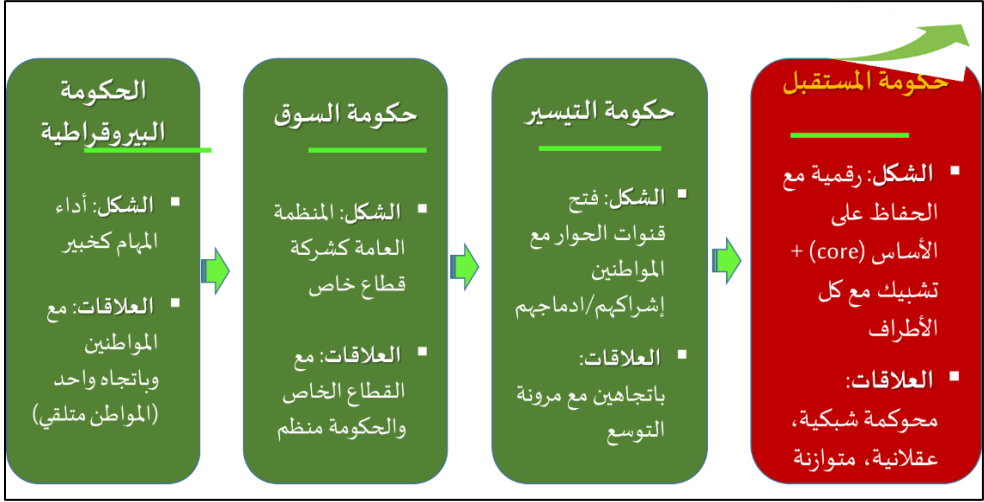 الحكومة
البيروقراطية
▪ الشكل: أداء
المهام كخبير
▪ العلاقات: مع
المواطنين
وباتجاه واحد
(المواطن متلقي)
حكومة السوق
▪ الشكل: المنظمة
العامة كشركة
قطاع خاص
▪ العلاقات: مع
القطاع الخاص
والحكومة منظم
حكومة التيسير
▪ الشكل: فتح
قنوات الحوار مع
المواطنين
إشراكهم/ادماجهم
▪ العلاقات:
باتجاهين مع مرونة
التوسع
حكومة المستقبل
▪ الشكل: رقمية مع
الحفاظ على
الأساس (core) +
تشبيك مع كل
الأطراف
▪ العلاقات:
محوكمة شبكية،
عقلانية، متوازنة